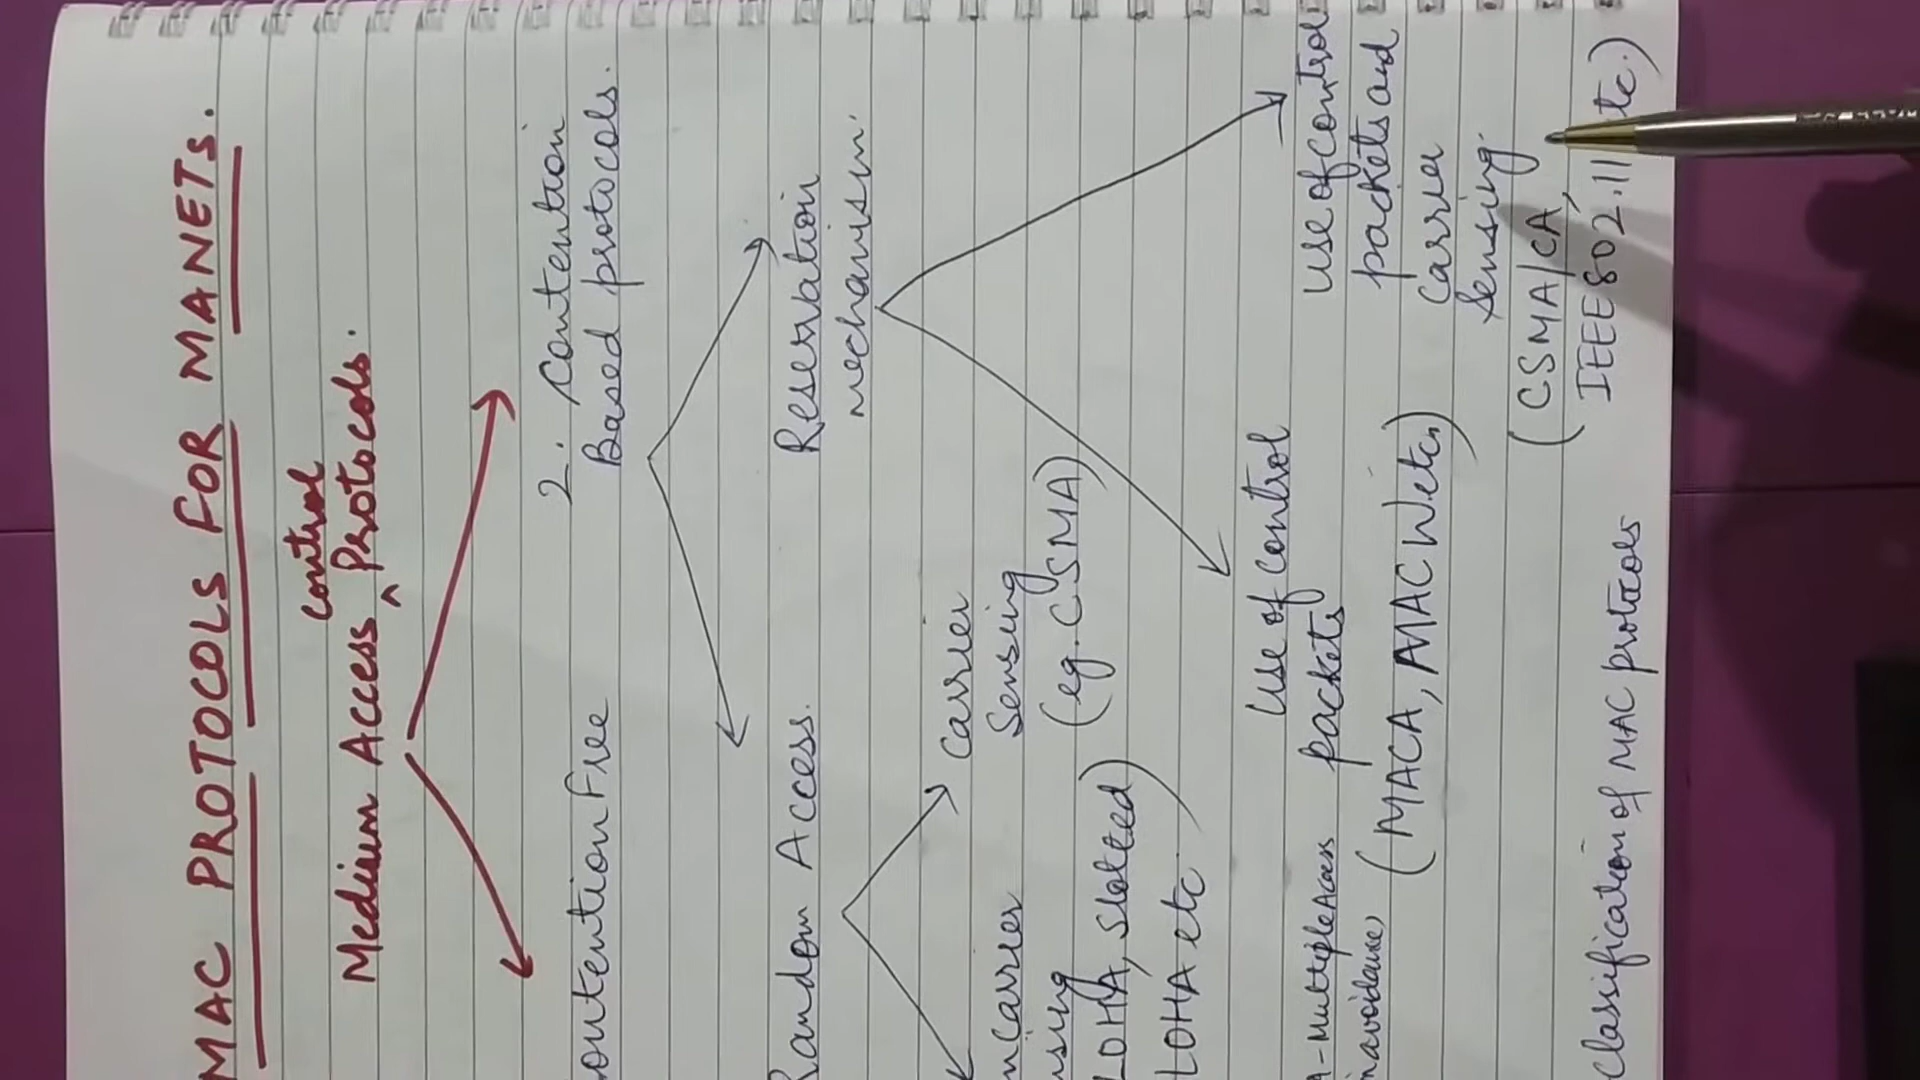 MAC PROTOCOLS FOR MANETs.
control
Medium Access ^ Protocols.
ontention Free
2. Contention
Based protocols.
Random Access.
Reservation
mechanism.
Carrier
Sensing
(eg. CSMA)
nCarrier
nsing
LOHA, Sloteed)
LOHA etc
Use of control
packets
(MACA, MACW etc.)
Use of control
packets and
Carrier
Sensing.
(CSMA/CA,
IEEE 802.11 etc.)
A-Multiple Access
n avoidance)
Classification of MAC protocols